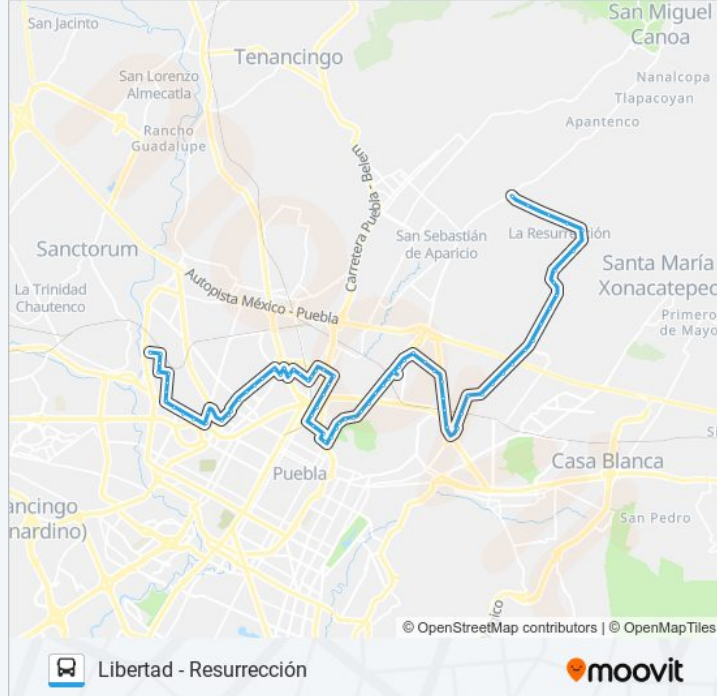 San Jacinto
San Miguel
Canoa
Tenancingo
San Lorenzo
Almecatla
Nanalcopa
Tlapacoyan
Apantenco
Rancho
Guadalupe
Carretera Puebla - Belem
San Sebastián
de Aparicio
La Resurrección
Sanctorum
Santa María
Xonacatepec
La Trinidad
Chautenco
Autopista México - Puebla
Primero
de Mayo
Puebla
Casa Blanca
ancingo
nardino)
San Pedro
© OpenStreetMap contributors | © OpenMapTiles
Libertad - Resurrección
moovit